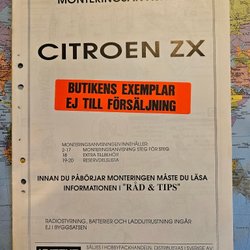 CITROEN ZX
BUTIKENS EXEMPLAR
EJ TILL FÖRSÄLJNING
MONTERINGSANVISNINGEN INNEHÅLLER:
2-17 MONTERINGSANVISNING STEG FÖR STEG
18 EXTRA TILLBEHÖR
19-20 RESERVDELSLISTA
INNAN DU PÅBÖRJAR MONTERINGEN MÅSTE DU LÄSA
INFORMATIONEN I "RÅD & TIPS"
RADIOSTYRNING, BATTERIER OCH LADDUTRUSTNING INGÅR
EJ I BYGGSATSEN
SÄLJES I HOBBYFACKHANDELN.